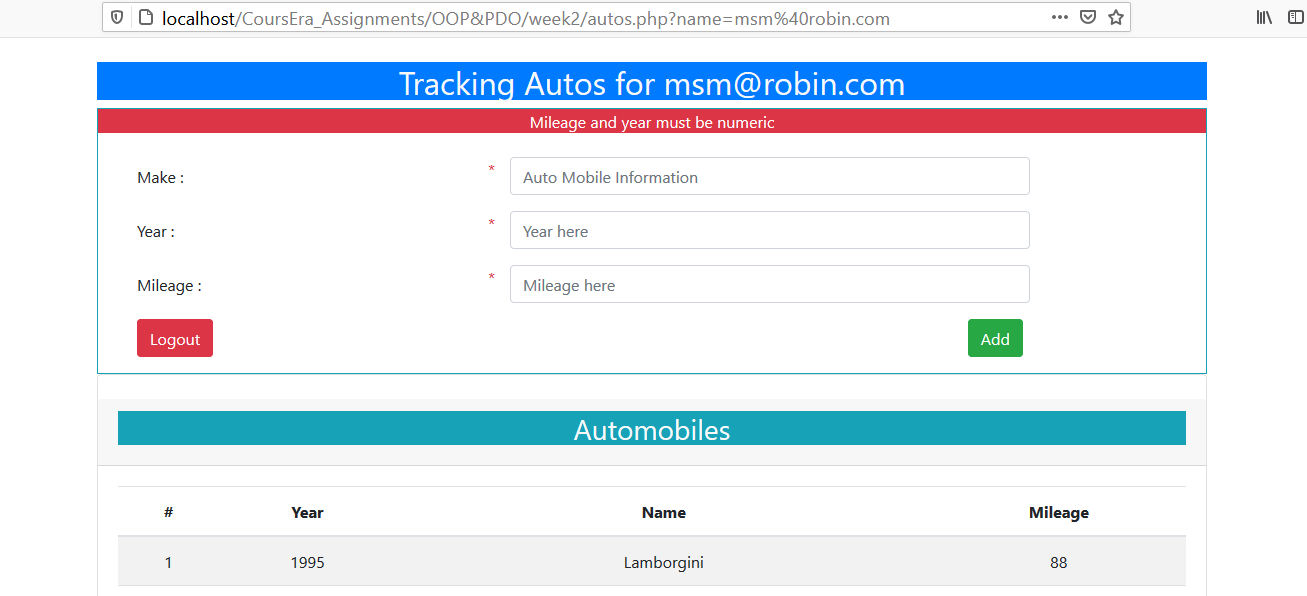 localhost/CoursEra_Assignments/OOP&PDO/week2/autos.php?name=msm%40robin.com
Tracking Autos for msm@robin.com
Mileage and year must be numeric
Make : * Auto Mobile Information
Year : * Year here
Mileage : * Mileage here
Logout Add
Automobiles
# Year Name Mileage
1 1995 Lamborgini 88